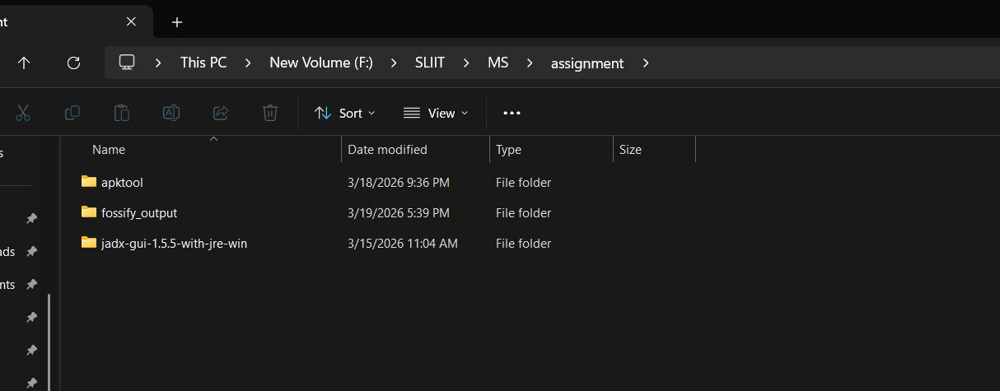 nt
This PC New Volume (F:) SLIIT MS assignment
Sort View
s
Name Date modified Type Size
apktool 3/18/2026 9:36 PM File folder
fossify_output 3/19/2026 5:39 PM File folder
jadx-gui-1.5.5-with-jre-win 3/15/2026 11:04 AM File folder
ads
nts